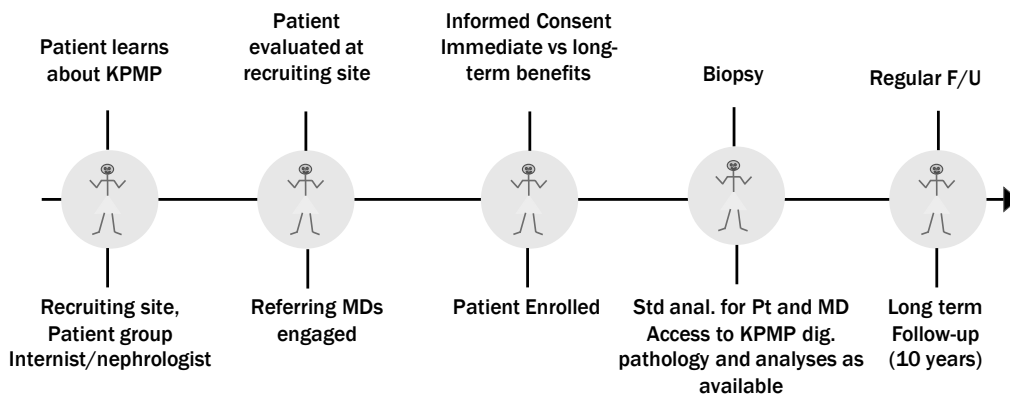 Patient learns
about KPMP
Patient
evaluated at
recruiting site
Informed Consent
Immediate vs long-
term benefits
Biopsy
Regular F/U
Recruiting site,
Patient group
Internist/nephrologist
Referring MDs
engaged
Patient Enrolled
Std anal. for Pt and MD
Access to KPMP dig.
pathology and analyses as
available
Long term
Follow-up
(10 years)